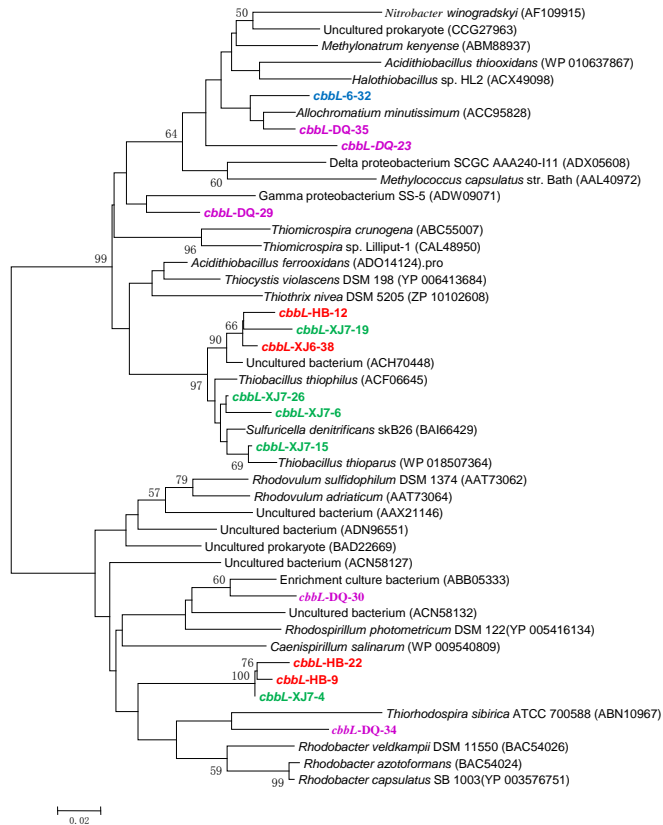 50
Nitrobacter winogradskyi (AF109915)
Uncultured prokaryote (CCG27963)
Methylonatrum kenyense (ABM88937)
Acidithiobacillus thiooxidans (WP 010637867)
Halothiobacillus sp. HL2 (ACX49098)
cbbL-6-32
Allochromatium minutissimum (ACC95828)
cbbL-DQ-35
64
cbbL-DQ-23
Delta proteobacterium SCGC AAA240-I11 (ADX05608)
60
Methylococcus capsulatus str. Bath (AAL40972)
Gamma proteobacterium SS-5 (ADW09071)
cbbL-DQ-29
Thiomicrospira crunogena (ABC55007)
96
Thiomicrospira sp. Lilliput-1 (CAL48950)
99
Acidithiobacillus ferrooxidans (ADO14124).pro
Thiocystis violascens DSM 198 (YP 006413684)
Thiothrix nivea DSM 5205 (ZP 10102608)
cbbL-HB-12
66
cbbL-XJ7-19
90
cbbL-XJ6-38
Uncultured bacterium (ACH70448)
97
Thiobacillus thiophilus (ACF06645)
cbbL-XJ7-26
cbbL-XJ7-6
Sulfuricella denitrificans skB26 (BAI66429)
cbbL-XJ7-15
69
Thiobacillus thioparus (WP 018507364)
79
Rhodovulum sulfidophilum DSM 1374 (AAT73062)
57
Rhodovulum adriaticum (AAT73064)
Uncultured bacterium (AAX21146)
Uncultured bacterium (ADN96551)
Uncultured prokaryote (BAD22669)
Uncultured bacterium (ACN58127)
60
Enrichment culture bacterium (ABB05333)
cbbL-DQ-30
Uncultured bacterium (ACN58132)
Rhodospirillum photometricum DSM 122(YP 005416134)
Caenispirillum salinarum (WP 009540809)
76
cbbL-HB-22
100
cbbL-HB-9
cbbL-XJ7-4
Thiorhodospira sibirica ATCC 700588 (ABN10967)
cbbL-DQ-34
Rhodobacter veldkampii DSM 11550 (BAC54026)
59
Rhodobacter azotoformans (BAC54024)
99
Rhodobacter capsulatus SB 1003(YP 003576751)
0.02